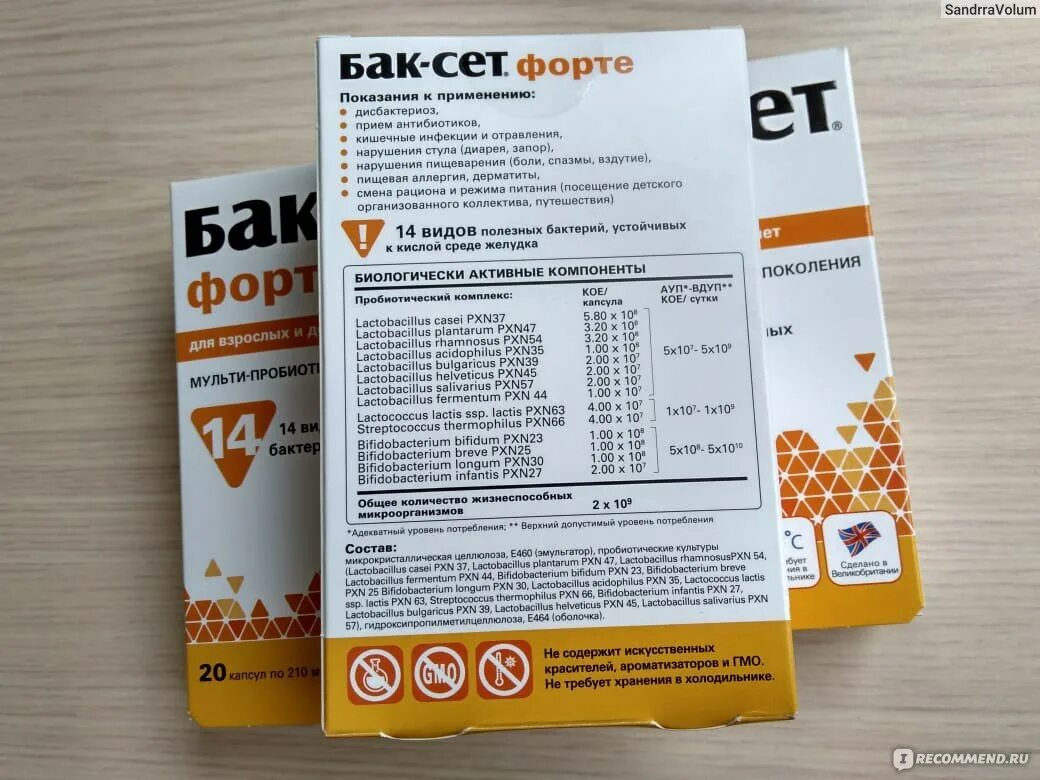 SandrraVolum
Бак-сет® форте
Показания к применению:
дисбактериоз,
прием антибиотиков,
кишечные инфекции и отравления,
нарушения стула (диарея, запор),
нарушения пищеварения (боли, спазмы, вздутие),
пищевая аллергия, дерматиты,
смена рациона и режима питания (посещение детского
организованного коллектива, путешествия)
! 14 видов полезных бактерий, устойчивых
к кислой среде желудка
БИОЛОГИЧЕСКИ АКТИВНЫЕ КОМПОНЕНТЫ
Пробиотический комплекс: КОЕ/ капсула АУП*-ВДУП** КОЕ/ сутки
Lactobacillus casei PXN37 5.80 x 10⁸
Lactobacillus plantarum PXN47 3.20 x 10⁸
Lactobacillus rhamnosus PXN54 3.20 x 10⁸
Lactobacillus acidophilus PXN35 1.00 x 10⁸
Lactobacillus bulgaricus PXN39 2.00 x 10⁷
Lactobacillus helveticus PXN45 2.00 x 10⁷
Lactobacillus salivarius PXN57 2.00 x 10⁷
Lactobacillus fermentum PXN 44 1.00 x 10⁷
5x10⁷- 5x10⁹
Lactococcus lactis ssp. lactis PXN63 4.00 x 10⁷
Streptococcus thermophilus PXN66 4.00 x 10⁷
1x10⁷- 1x10⁹
Bifidobacterium bifidum PXN23 1.00 x 10⁸
Bifidobacterium breve PXN25 1.00 x 10⁸
Bifidobacterium longum PXN30 1.00 x 10⁸
Bifidobacterium infantis PXN27 2.00 x 10⁷
5x10⁸- 5x10¹⁰
Общее количество жизнеспособных
микроорганизмов 2 x 10⁹
*Адекватный уровень потребления; ** Верхний допустимый уровень потребления
Состав:
микрокристаллическая целлюлоза, Е460 (эмульгатор), пробиотические культуры
(Lactobacillus casei PXN 37, Lactobacillus plantarum PXN 47, Lactobacillus rhamnosusPXN 54,
Lactobacillus fermentum PXN 44, Bifidobacterium bifidum PXN 23, Bifidobacterium breve
PXN 25 Bifidobacterium longum PXN 30, Lactobacillus acidophilus PXN 35, Lactococcus lactis
ssp. lactis PXN 63, Streptococcus thermophilus PXN 66, Bifidobacterium infantis PXN 27,
Lactobacillus bulgaricus PXN 39, Lactobacillus helveticus PXN 45, Lactobacillus salivarius PXN
57), гидроксипропилметилцеллюлоза, Е464 (оболочка).
GMO
Не содержит искусственных
красителей, ароматизаторов и ГМО.
Не требует хранения в холодильнике.
Бак-
форте
для взрослых и д
МУЛЬТИ-ПРОБИОТИ
14
14 ви
бактер
20 капсул по 210 м
сет®
лет
ПОКОЛЕНИЯ
ных
°C
ебует
ния в
льнике
Сделано в
Великобритании
IRECOMMEND.RU